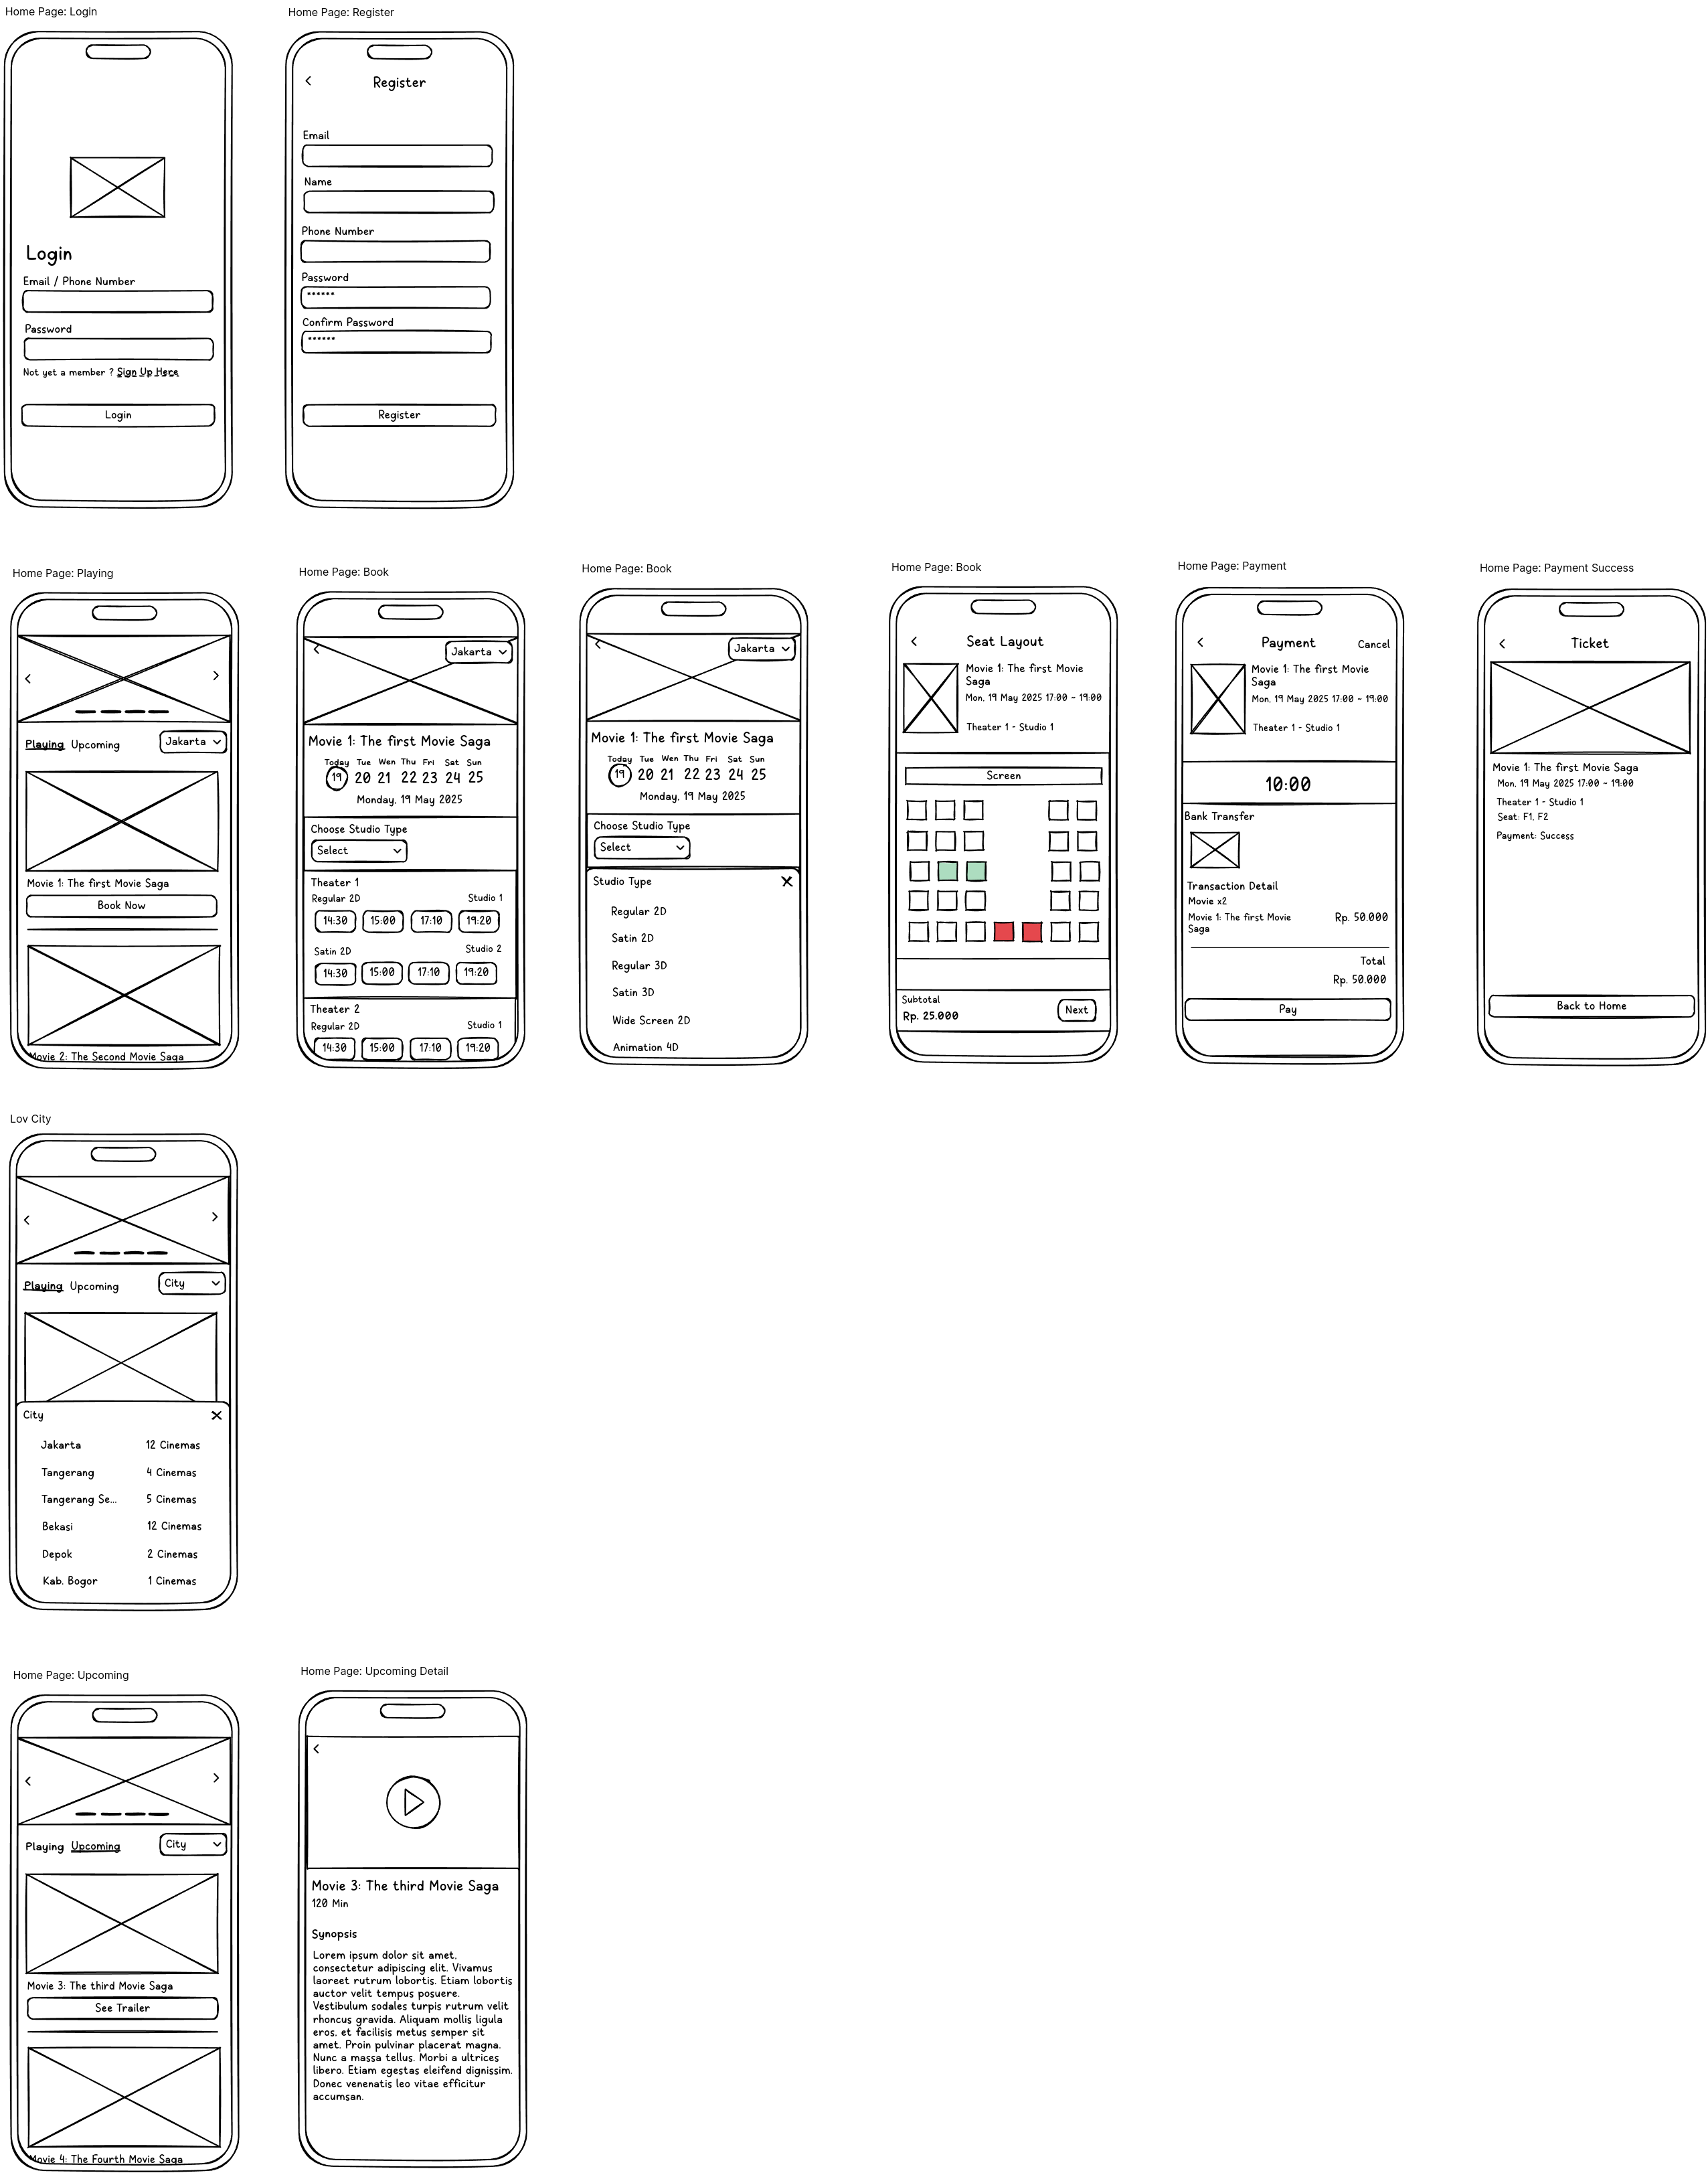 Home Page: Login
Login
Email / Phone Number
Password
Not yet a member ? Sign Up Here
Login
Home Page: Register
Register
Email
Name
Phone Number
Password
••••••
Confirm Password
••••••
Register
Home Page: Playing
Playing Upcoming Jakarta
Movie 1: The first Movie Saga
Book Now
Movie 2: The Second Movie Saga
Home Page: Book
Jakarta
Movie 1: The first Movie Saga
Today Tue Wen Thu Fri Sat Sun
19 20 21 22 23 24 25
Monday, 19 May 2025
Choose Studio Type
Select
Theater 1
Regular 2D Studio 1
14:30 15:00 17:10 19:20
Satin 2D Studio 2
14:30 15:00 17:10 19:20
Theater 2
Regular 2D Studio 1
14:30 15:00 17:10 19:20
Home Page: Book
Jakarta
Movie 1: The first Movie Saga
Today Tue Wen Thu Fri Sat Sun
19 20 21 22 23 24 25
Monday, 19 May 2025
Choose Studio Type
Select
Studio Type
Regular 2D
Satin 2D
Regular 3D
Satin 3D
Wide Screen 2D
Animation 4D
Home Page: Book
Seat Layout
Movie 1: The first Movie
Saga
Mon, 19 May 2025 17:00 - 19:00
Theater 1 - Studio 1
Screen
Subtotal
Rp. 25.000
Next
Home Page: Payment
Payment Cancel
Movie 1: The first Movie
Saga
Mon, 19 May 2025 17:00 - 19:00
Theater 1 - Studio 1
10:00
Bank Transfer
Transaction Detail
Movie x2
Movie 1: The first Movie
Saga
Rp. 50.000
Total
Rp. 50.000
Pay
Home Page: Payment Success
Ticket
Movie 1: The first Movie Saga
Mon, 19 May 2025 17:00 - 19:00
Theater 1 - Studio 1
Seat: F1, F2
Payment: Success
Back to Home
Lov City
Playing Upcoming City
City
Jakarta 12 Cinemas
Tangerang 4 Cinemas
Tangerang Se... 5 Cinemas
Bekasi 12 Cinemas
Depok 2 Cinemas
Kab. Bogor 1 Cinemas
Home Page: Upcoming
Playing Upcoming City
Movie 3: The third Movie Saga
See Trailer
Movie 4: The Fourth Movie Saga
Home Page: Upcoming Detail
Movie 3: The third Movie Saga
120 Min
Synopsis
Lorem ipsum dolor sit amet,
consectetur adipiscing elit. Vivamus
laoreet rutrum lobortis. Etiam lobortis
auctor velit tempus posuere.
Vestibulum sodales turpis rutrum velit
rhoncus gravida. Aliquam mollis ligula
eros, et facilisis metus semper sit
amet. Proin pulvinar placerat magna.
Nunc a massa tellus. Morbi a ultrices
libero. Etiam egestas eleifend dignissim.
Donec venenatis leo vitae efficitur
accumsan.